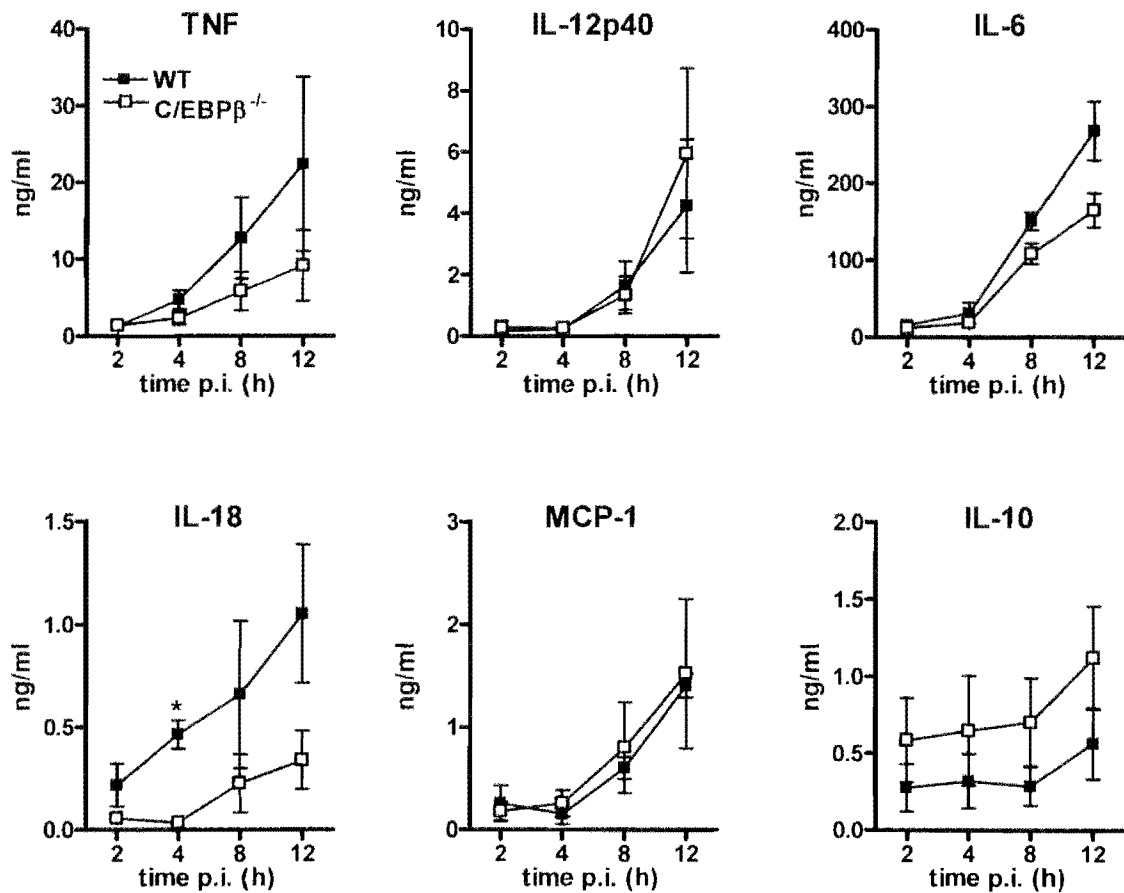 TNF
IL-12p40
IL-6
40
30
20
10
0
ng/ml
WT
C/EBPβ-/-
2 4 8 12
time p.i. (h)
10
8
6
4
2
0
ng/ml
2 4 8 12
time p.i. (h)
400
300
200
100
0
ng/ml
2 4 8 12
time p.i. (h)
IL-18
MCP-1
IL-10
1.5
1.0
0.5
0.0
ng/ml
*
2 4 8 12
time p.i. (h)
3
2
1
0
ng/ml
2 4 8 12
time p.i. (h)
2.0
1.5
1.0
0.5
0.0
ng/ml
2 4 8 12
time p.i. (h)